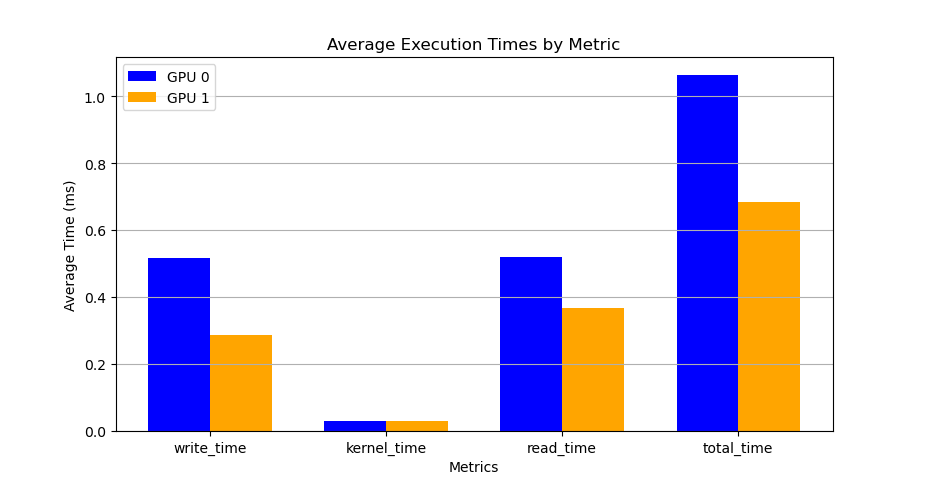 Average Execution Times by Metric
GPU 0
GPU 1
1.0
0.8
0.6
0.4
0.2
0.0
Average Time (ms)
write_time kernel_time read_time total_time
Metrics